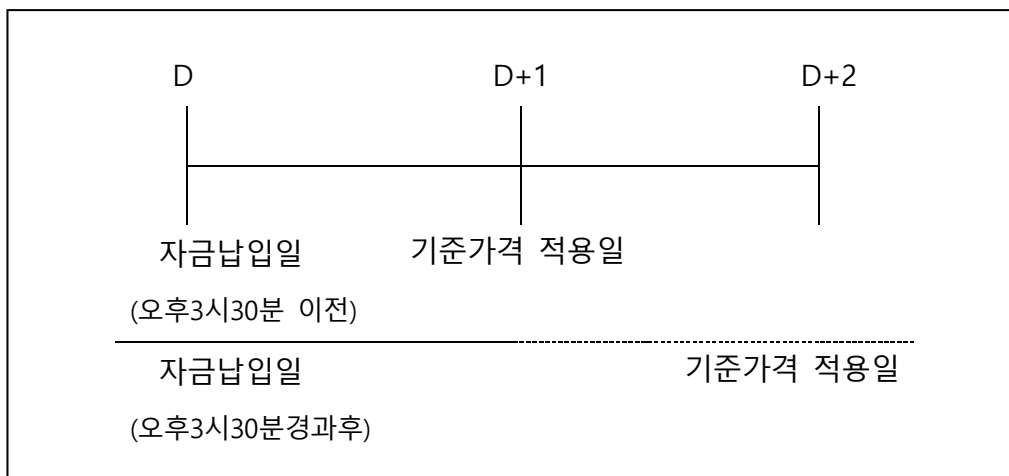 D D+1 D+2
자금납입일 기준가격 적용일
(오후3시30분 이전)
자금납입일 기준가격 적용일
(오후3시30분경과후)